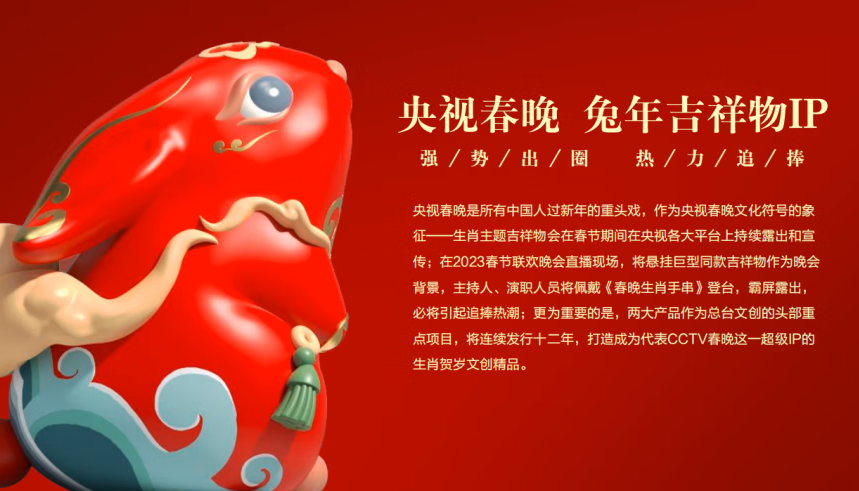 央视春晚 兔年吉祥物IP
强/势/出/圈 热/力/追/捧
央视春晚是所有中国人过新年的重头戏，作为央视春晚文化符号的象
征——生肖主题吉祥物会在春节期间在央视各大平台上持续露出和宣
传；在2023春节联欢晚会直播现场，将悬挂巨型同款吉祥物作为晚会
背景，主持人、演职人员将佩戴《春晚生肖手串》登台，霸屏露出，
必将引起追捧热潮；更为重要的是，两大产品作为总台文创的头部重
点项目，将连续发行十二年，打造成为代表CCTV春晚这一超级IP的
生肖贺岁文创精品。